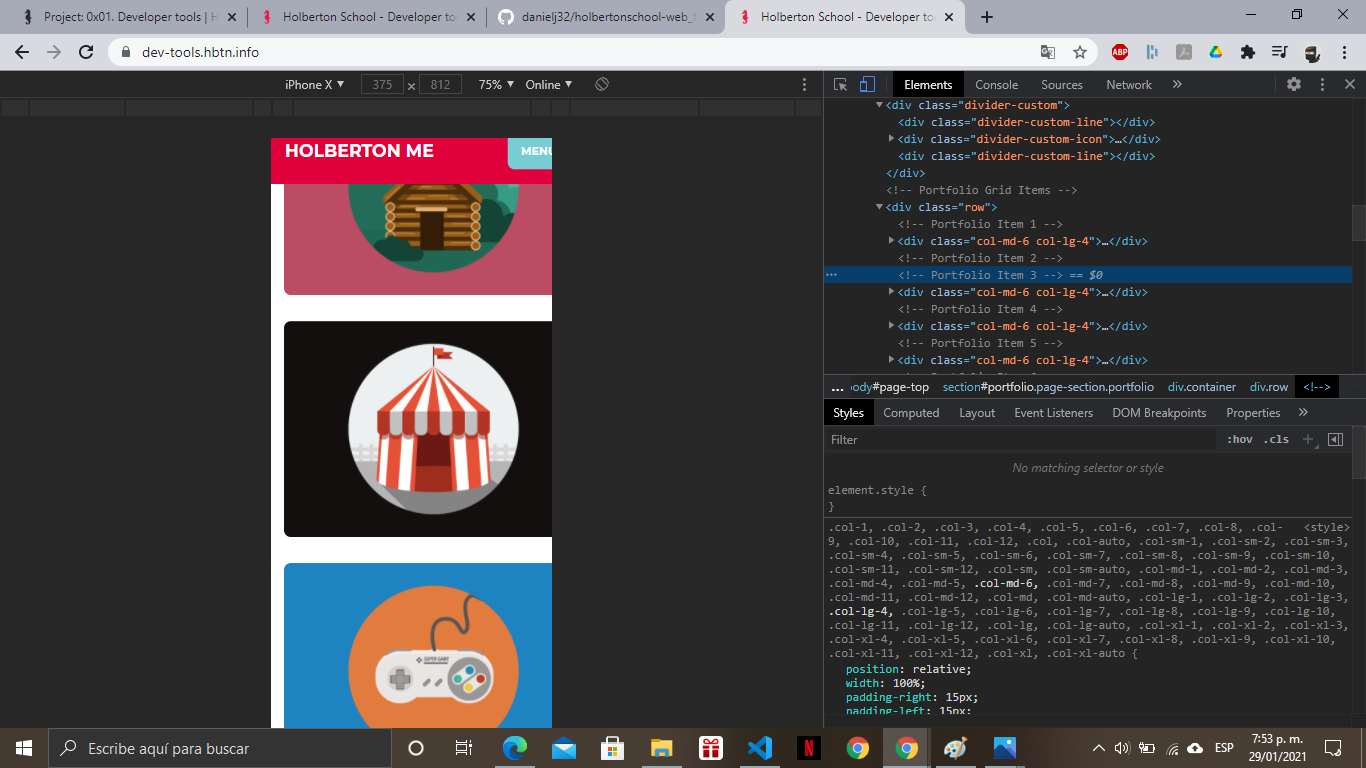 Project: 0x01. Developer tools | H
Holberton School - Developer to
danielj32/holbertonschool-web_f
Holberton School - Developer to
dev-tools.hbtn.info
ABP
iPhone X ▼ 375 × 812 75% ▼ Online ▼
Elements Console Sources Network »
HOLBERTON ME
MENU
SUPER GAME
▼<div class="divider-custom">
<div class="divider-custom-line"></div>
▶<div class="divider-custom-icon">…</div>
<div class="divider-custom-line"></div>
</div>
<!-- Portfolio Grid Items -->
▼<div class="row">
<!-- Portfolio Item 1 -->
▶<div class="col-md-6 col-lg-4">…</div>
<!-- Portfolio Item 2 -->
<!-- Portfolio Item 3 --> == $0
▶<div class="col-md-6 col-lg-4">…</div>
<!-- Portfolio Item 4 -->
▶<div class="col-md-6 col-lg-4">…</div>
<!-- Portfolio Item 5 -->
▶<div class="col-md-6 col-lg-4">…</div>
… ody#page-top section#portfolio.page-section.portfolio div.container div.row <!-->
Styles Computed Layout Event Listeners DOM Breakpoints Properties »
Filter :hov .cls +
No matching selector or style
element.style {
}
.col-1, .col-2, .col-3, .col-4, .col-5, .col-6, .col-7, .col-8, .col- <style>
9, .col-10, .col-11, .col-12, .col, .col-auto, .col-sm-1, .col-sm-2, .col-sm-3,
.col-sm-4, .col-sm-5, .col-sm-6, .col-sm-7, .col-sm-8, .col-sm-9, .col-sm-10,
.col-sm-11, .col-sm-12, .col-sm, .col-sm-auto, .col-md-1, .col-md-2, .col-md-3,
.col-md-4, .col-md-5, .col-md-6, .col-md-7, .col-md-8, .col-md-9, .col-md-10,
.col-md-11, .col-md-12, .col-md, .col-md-auto, .col-lg-1, .col-lg-2, .col-lg-3,
.col-lg-4, .col-lg-5, .col-lg-6, .col-lg-7, .col-lg-8, .col-lg-9, .col-lg-10,
.col-lg-11, .col-lg-12, .col-lg, .col-lg-auto, .col-xl-1, .col-xl-2, .col-xl-3,
.col-xl-4, .col-xl-5, .col-xl-6, .col-xl-7, .col-xl-8, .col-xl-9, .col-xl-10,
.col-xl-11, .col-xl-12, .col-xl, .col-xl-auto {
position: relative;
width: 100%;
padding-right: 15px;
padding-left: 15px;
Escribe aquí para buscar
N
ESP
7:53 p. m.
29/01/2021